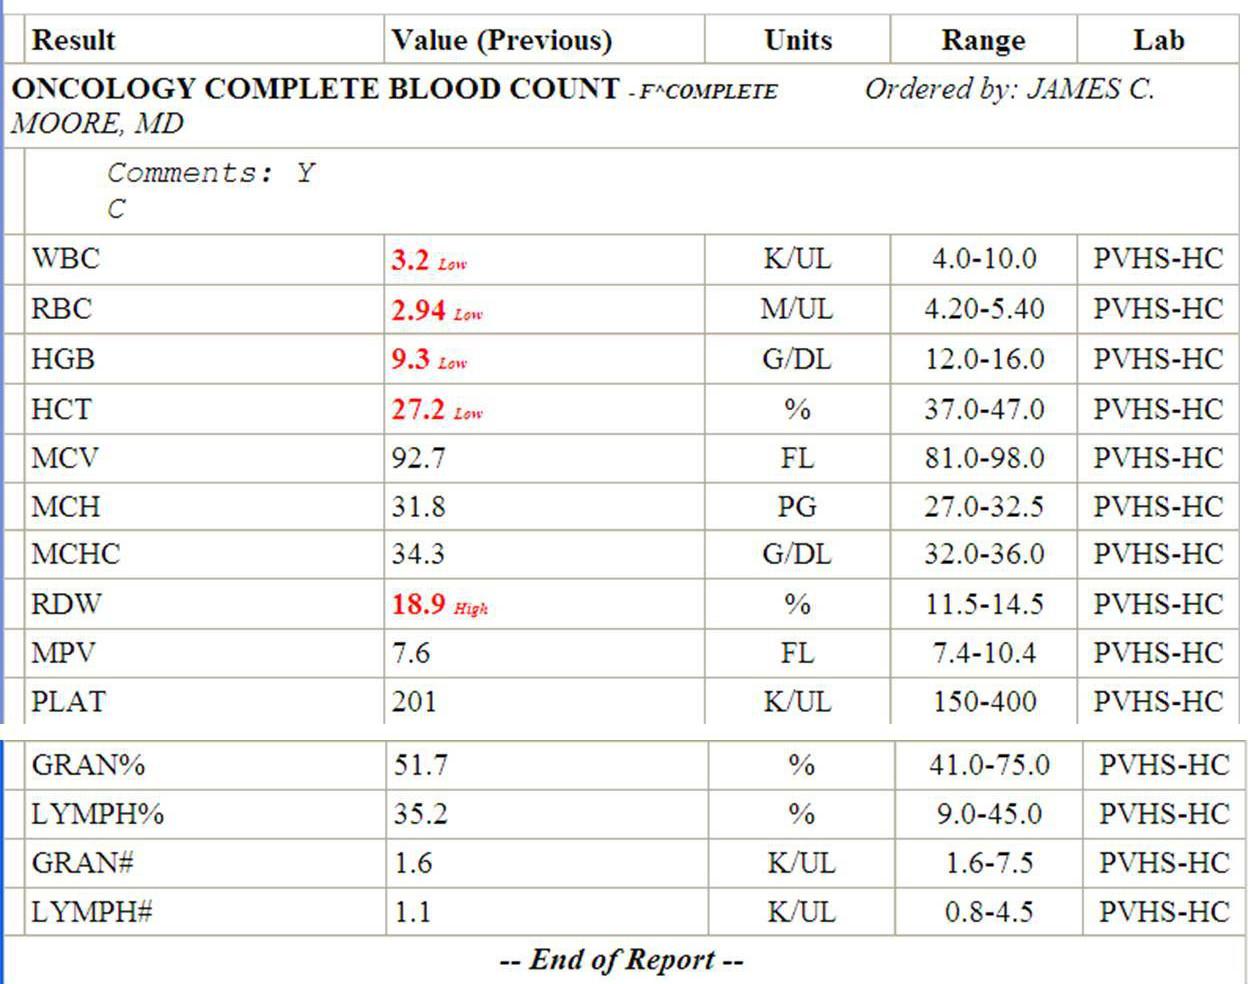 Result Value (Previous) Units Range Lab
ONCOLOGY COMPLETE BLOOD COUNT - F^COMPLETE Ordered by: JAMES C.
MOORE, MD
Comments: Y
C
WBC 3.2 Low K/UL 4.0-10.0 PVHS-HC
RBC 2.94 Low M/UL 4.20-5.40 PVHS-HC
HGB 9.3 Low G/DL 12.0-16.0 PVHS-HC
HCT 27.2 Low % 37.0-47.0 PVHS-HC
MCV 92.7 FL 81.0-98.0 PVHS-HC
MCH 31.8 PG 27.0-32.5 PVHS-HC
MCHC 34.3 G/DL 32.0-36.0 PVHS-HC
RDW 18.9 High % 11.5-14.5 PVHS-HC
MPV 7.6 FL 7.4-10.4 PVHS-HC
PLAT 201 K/UL 150-400 PVHS-HC
GRAN% 51.7 % 41.0-75.0 PVHS-HC
LYMPH% 35.2 % 9.0-45.0 PVHS-HC
GRAN# 1.6 K/UL 1.6-7.5 PVHS-HC
LYMPH# 1.1 K/UL 0.8-4.5 PVHS-HC
-- End of Report --